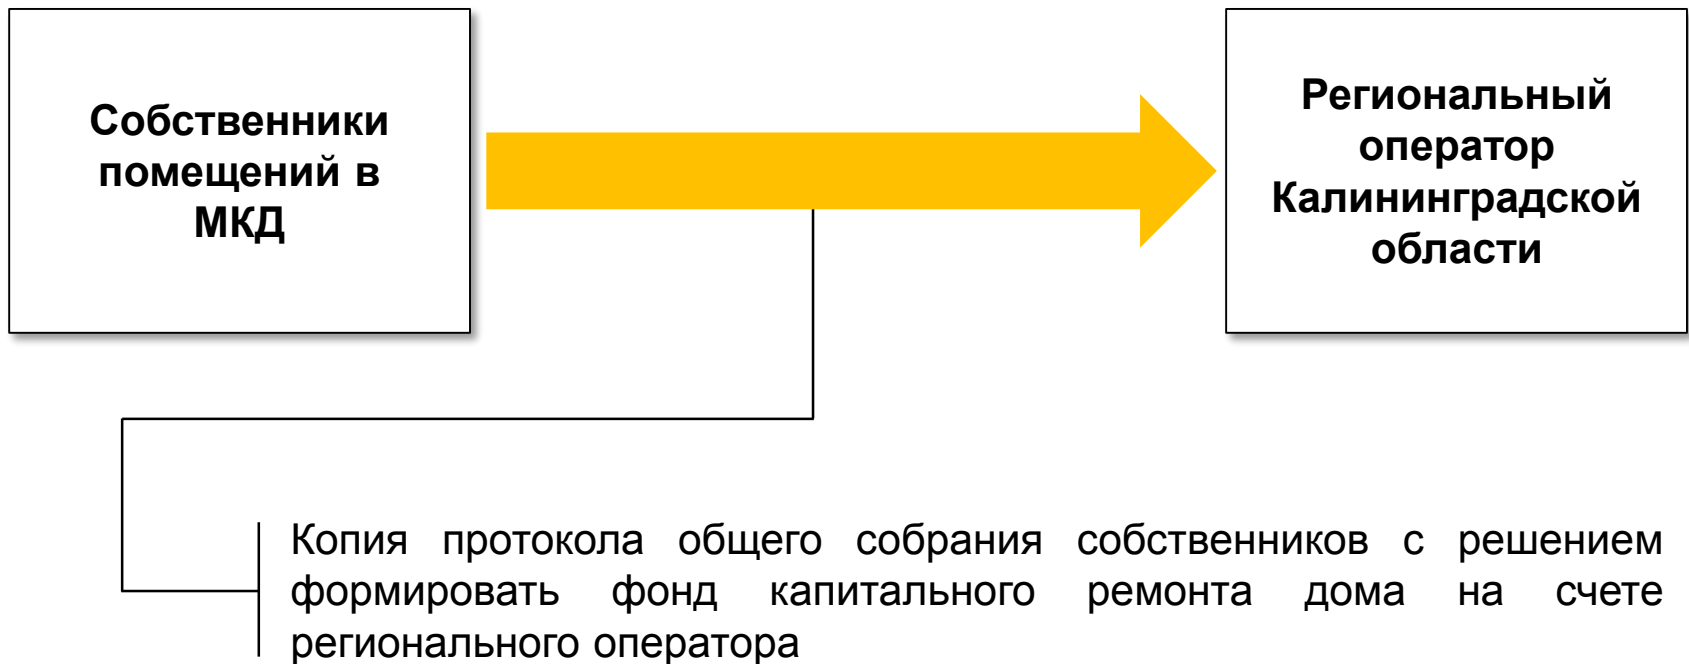 Собственники
помещений в
МКД
Региональный
оператор
Калининградской
области
Копия протокола общего собрания собственников с решением
формировать фонд капитального ремонта дома на счете
регионального оператора